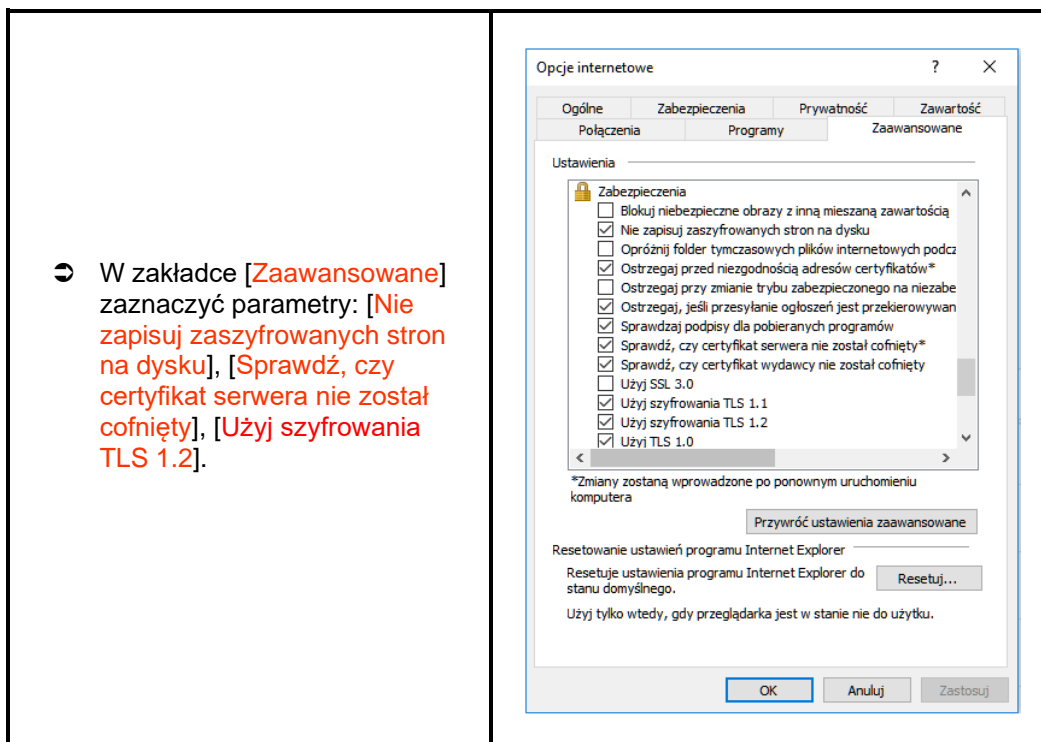 ➲ W zakładce [Zaawansowane]
zaznaczyć parametry: [Nie
zapisuj zaszyfrowanych stron
na dysku], [Sprawdź, czy
certyfikat serwera nie został
cofnięty], [Użyj szyfrowania
TLS 1.2].
Opcje internetowe
Ogólne Zabezpieczenia Prywatność Zawartość
Połączenia Programy Zaawansowane
Ustawienia
Zabezpieczenia
Blokuj niebezpieczne obrazy z inną mieszaną zawartością
Nie zapisuj zaszyfrowanych stron na dysku
Opróżnij folder tymczasowych plików internetowych podcz
Ostrzegaj przed niezgodnością adresów certyfikatów*
Ostrzegaj przy zmianie trybu zabezpieczonego na niezabe
Ostrzegaj, jeśli przesyłanie ogłoszeń jest przekierowywan
Sprawdzaj podpisy dla pobieranych programów
Sprawdź, czy certyfikat serwera nie został cofnięty*
Sprawdź, czy certyfikat wydawcy nie został cofnięty
Użyj SSL 3.0
Użyj szyfrowania TLS 1.1
Użyj szyfrowania TLS 1.2
Użyj TLS 1.0
*Zmiany zostaną wprowadzone po ponownym uruchomieniu
komputera
Przywróć ustawienia zaawansowane
Resetowanie ustawień programu Internet Explorer
Resetuje ustawienia programu Internet Explorer do
stanu domyślnego.
Resetuj...
Użyj tylko wtedy, gdy przeglądarka jest w stanie nie do użytku.
OK Anuluj Zastosuj